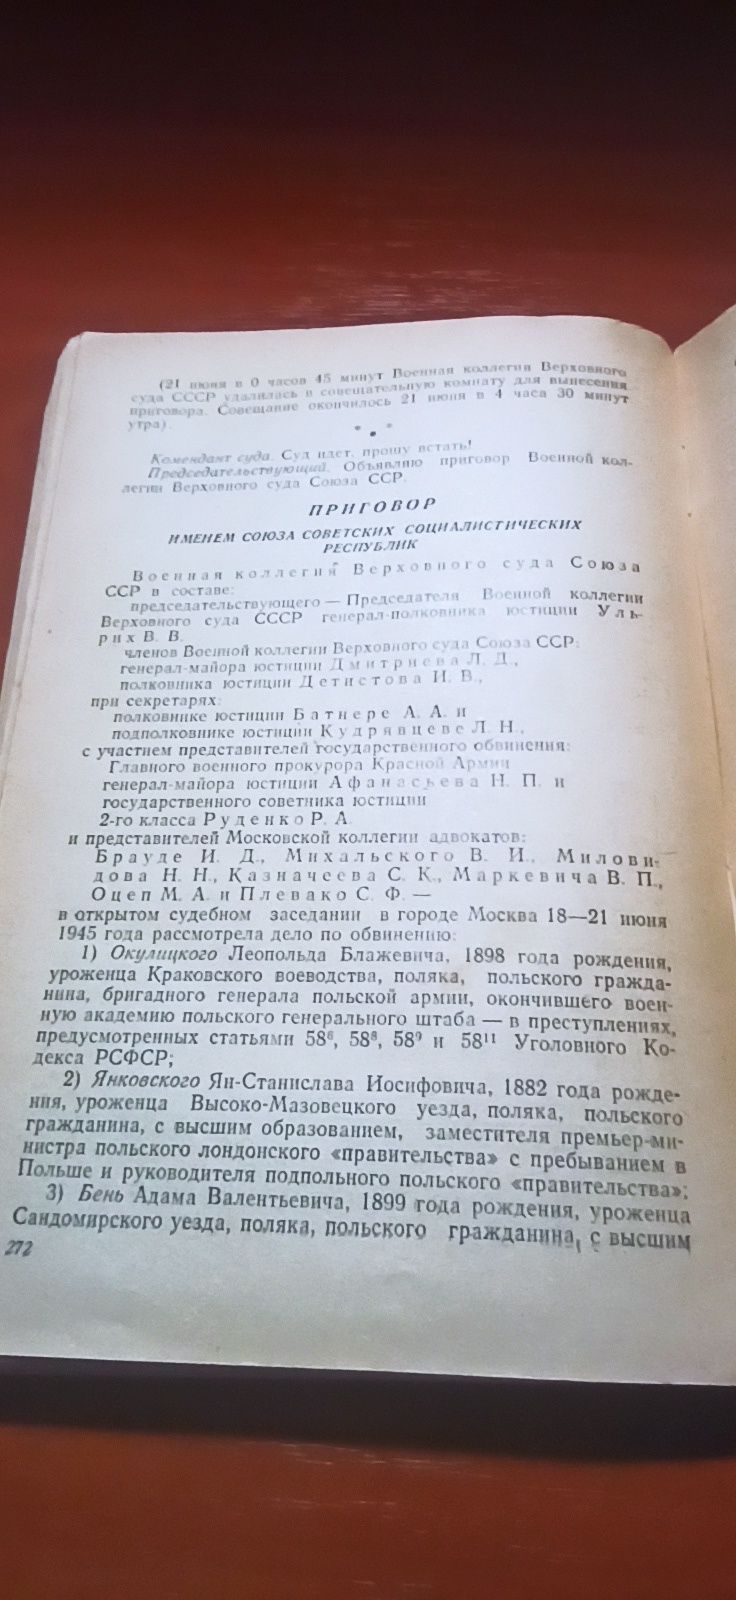 (21 июня в 0 часов 45 минут Военная коллегия Верховного
суда СССР удалилась в совещательную комнату для вынесения
приговора. Совещание окончилось 21 июня в 4 часа 30 минут
утра).
* * *
Комендант суда. Суд идет, прошу встать!
Председательствующий. Объявляю приговор Военной кол-
легии Верховного суда Союза ССР.
ПРИГОВОР
ИМЕНЕМ СОЮЗА СОВЕТСКИХ СОЦИАЛИСТИЧЕСКИХ
РЕСПУБЛИК
Военная коллегия Верховного суда Союза
ССР в составе:
председательствующего — Председателя Военной коллегии
Верховного суда СССР генерал-полковника юстиции Уль-
рих В. В.
членов Военной коллегии Верховного суда Союза ССР:
генерал-майора юстиции Дмитриева Л. Д.,
полковника юстиции Детистова И. В.,
при секретарях:
полковнике юстиции Батнере А. А. и
подполковнике юстиции Кудрявцеве Л. Н.,
с участием представителей государственного обвинения:
Главного военного прокурора Красной Армии
генерал-майора юстиции Афанасьева Н. П. и
государственного советника юстиции
2-го класса Руденко Р. А.
и представителей Московской коллегии адвокатов:
Брауде И. Д., Михальского В. И., Милови-
дова Н. Н., Казначеева С. К., Маркевича В. П.,
Оцеп М. А. и Плевако С. Ф. —
в открытом судебном заседании в городе Москва 18—21 июня
1945 года рассмотрела дело по обвинению:
1) Окулицкого Леопольда Блажевича, 1898 года рождения,
уроженца Краковского воеводства, поляка, польского гражда-
нина, бригадного генерала польской армии, окончившего воен-
ную академию польского генерального штаба — в преступлениях,
предусмотренных статьями 58⁶, 58⁸, 58⁹ и 58¹¹ Уголовного Ко-
декса РСФСР;
2) Янковского Ян-Станислава Иосифовича, 1882 года рожде-
ния, уроженца Высоко-Мазовецкого уезда, поляка, польского
гражданина, с высшим образованием, заместителя премьер-ми-
нистра польского лондонского «правительства» с пребыванием в
Польше и руководителя подпольного польского «правительства»;
3) Бень Адама Валентьевича, 1899 года рождения, уроженца
Сандомирского уезда, поляка, польского гражданина, с высшим
272